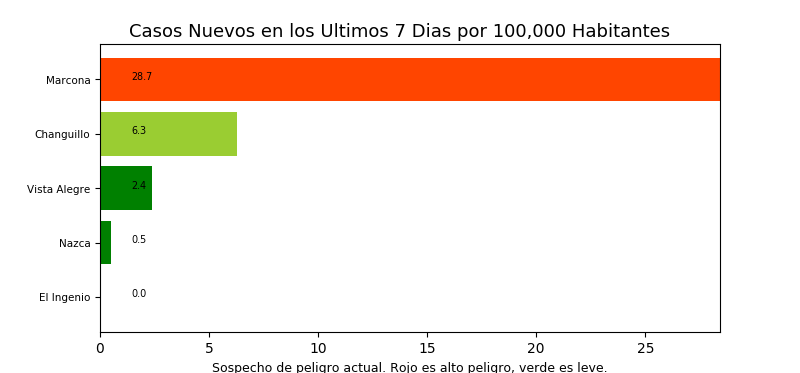 Casos Nuevos en los Ultimos 7 Dias por 100,000 Habitantes
Marcona 28.7
Changuillo 6.3
Vista Alegre 2.4
Nazca 0.5
El Ingenio 0.0
0 5 10 15 20 25
Sospecho de peligro actual. Rojo es alto peligro, verde es leve.